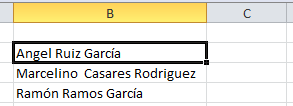 B C
Angel Ruiz García
Marcelino  Casares Rodriguez
Ramón Ramos García